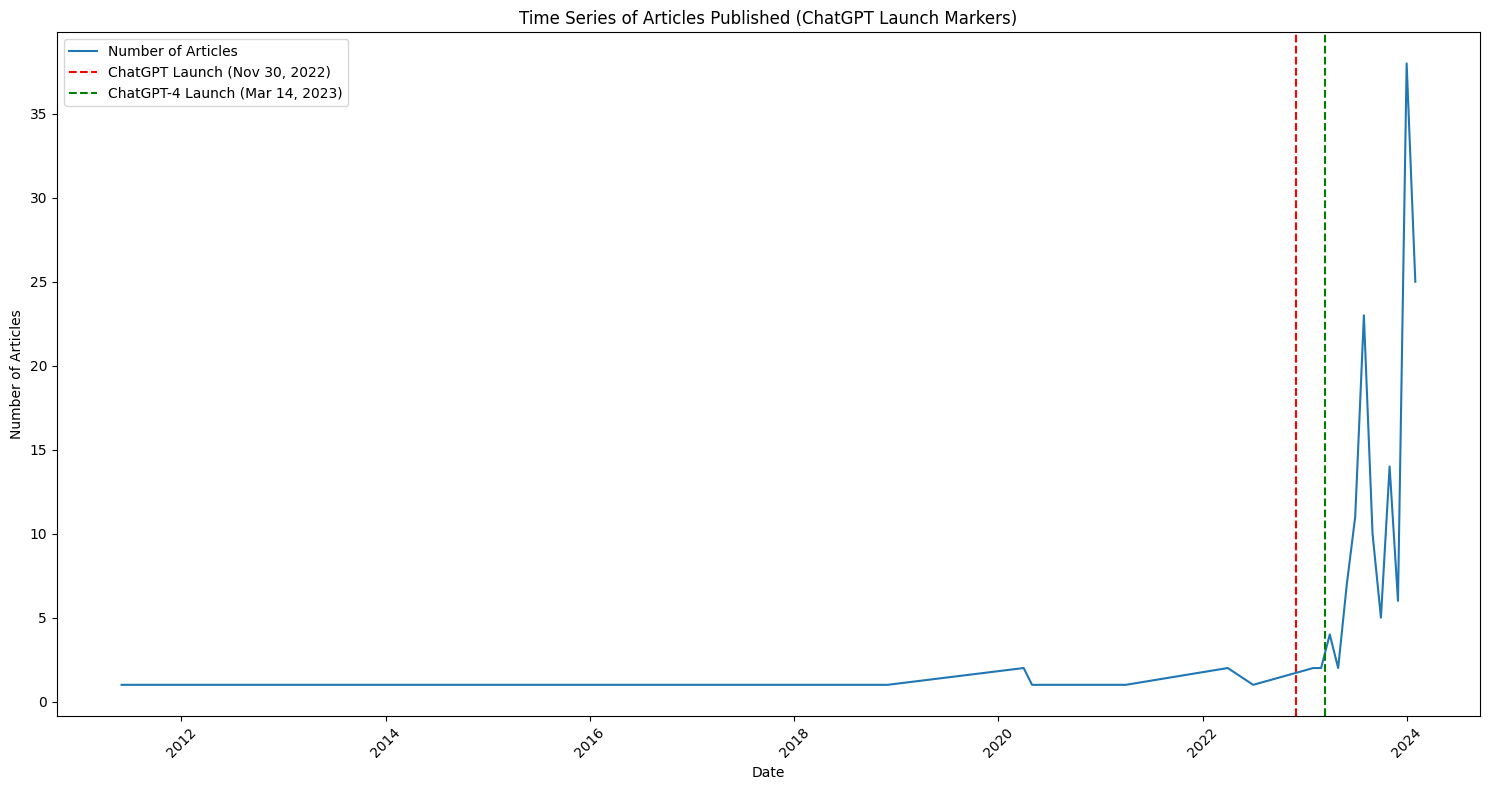 Time Series of Articles Published (ChatGPT Launch Markers)
Number of Articles
ChatGPT Launch (Nov 30, 2022)
ChatGPT-4 Launch (Mar 14, 2023)
Number of Articles
35
30
25
20
15
10
5
0
2012
2014
2016
2018
2020
2022
2024
Date